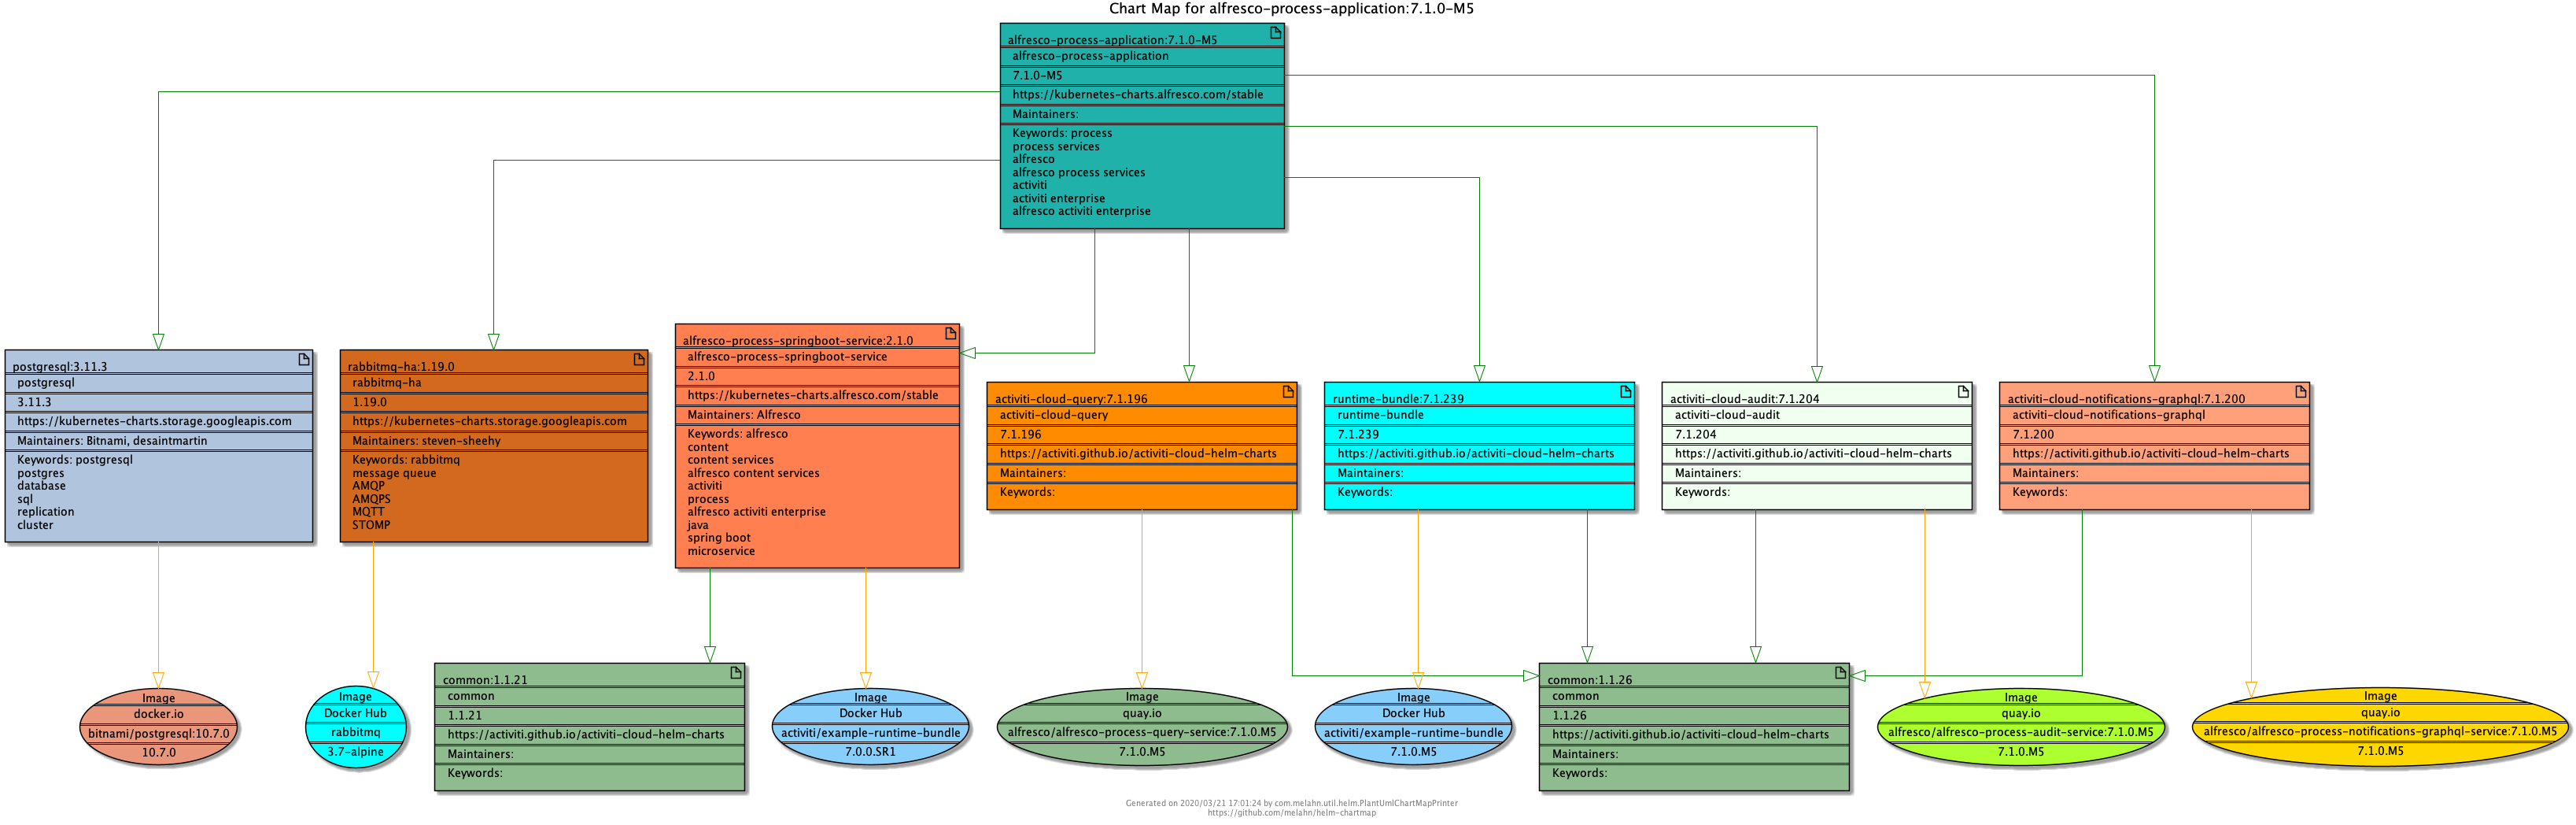 Chart Map for alfresco-process-application:7.1.0-M5
alfresco-process-application:7.1.0-M5
alfresco-process-application
7.1.0-M5
https://kubernetes-charts.alfresco.com/stable
Maintainers:
Keywords: process
process services
alfresco
alfresco process services
activiti
activiti enterprise
alfresco activiti enterprise
postgresql:3.11.3
postgresql
3.11.3
https://kubernetes-charts.storage.googleapis.com
Maintainers: Bitnami, desaintmartin
Keywords: postgresql
postgres
database
sql
replication
cluster
rabbitmq-ha:1.19.0
rabbitmq-ha
1.19.0
https://kubernetes-charts.storage.googleapis.com
Maintainers: steven-sheehy
Keywords: rabbitmq
message queue
AMQP
AMQPS
MQTT
STOMP
alfresco-process-springboot-service:2.1.0
alfresco-process-springboot-service
2.1.0
https://kubernetes-charts.alfresco.com/stable
Maintainers: Alfresco
Keywords: alfresco
content
content services
alfresco content services
activiti
process
alfresco activiti enterprise
java
spring boot
microservice
activiti-cloud-query:7.1.196
activiti-cloud-query
7.1.196
https://activiti.github.io/activiti-cloud-helm-charts
Maintainers:
Keywords:
runtime-bundle:7.1.239
runtime-bundle
7.1.239
https://activiti.github.io/activiti-cloud-helm-charts
Maintainers:
Keywords:
activiti-cloud-audit:7.1.204
activiti-cloud-audit
7.1.204
https://activiti.github.io/activiti-cloud-helm-charts
Maintainers:
Keywords:
activiti-cloud-notifications-graphql:7.1.200
activiti-cloud-notifications-graphql
7.1.200
https://activiti.github.io/activiti-cloud-helm-charts
Maintainers:
Keywords:
Image
docker.io
bitnami/postgresql:10.7.0
10.7.0
Image
Docker Hub
rabbitmq
3.7-alpine
common:1.1.21
common
1.1.21
https://activiti.github.io/activiti-cloud-helm-charts
Maintainers:
Keywords:
Image
Docker Hub
activiti/example-runtime-bundle
7.0.0.SR1
Image
quay.io
alfresco/alfresco-process-query-service:7.1.0.M5
7.1.0.M5
Image
Docker Hub
activiti/example-runtime-bundle
7.1.0.M5
common:1.1.26
common
1.1.26
https://activiti.github.io/activiti-cloud-helm-charts
Maintainers:
Keywords:
Image
quay.io
alfresco/alfresco-process-audit-service:7.1.0.M5
7.1.0.M5
Image
quay.io
alfresco/alfresco-process-notifications-graphql-service:7.1.0.M5
7.1.0.M5
Generated on 2020/03/21 17:01:24 by com.melahn.util.helm.PlantUmlChartMapPrinter
https://github.com/melahn/helm-chartmap